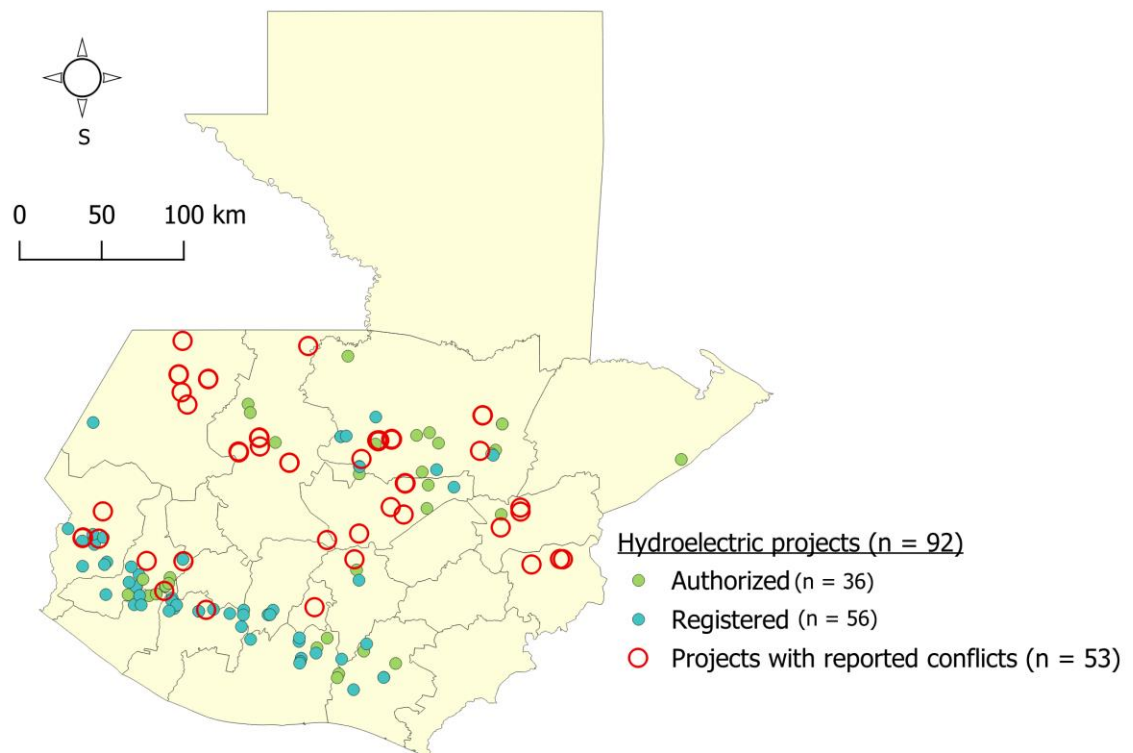 S
0 50 100 km
Hydroelectric projects (n = 92)
Authorized (n = 36)
Registered (n = 56)
Projects with reported conflicts (n = 53)